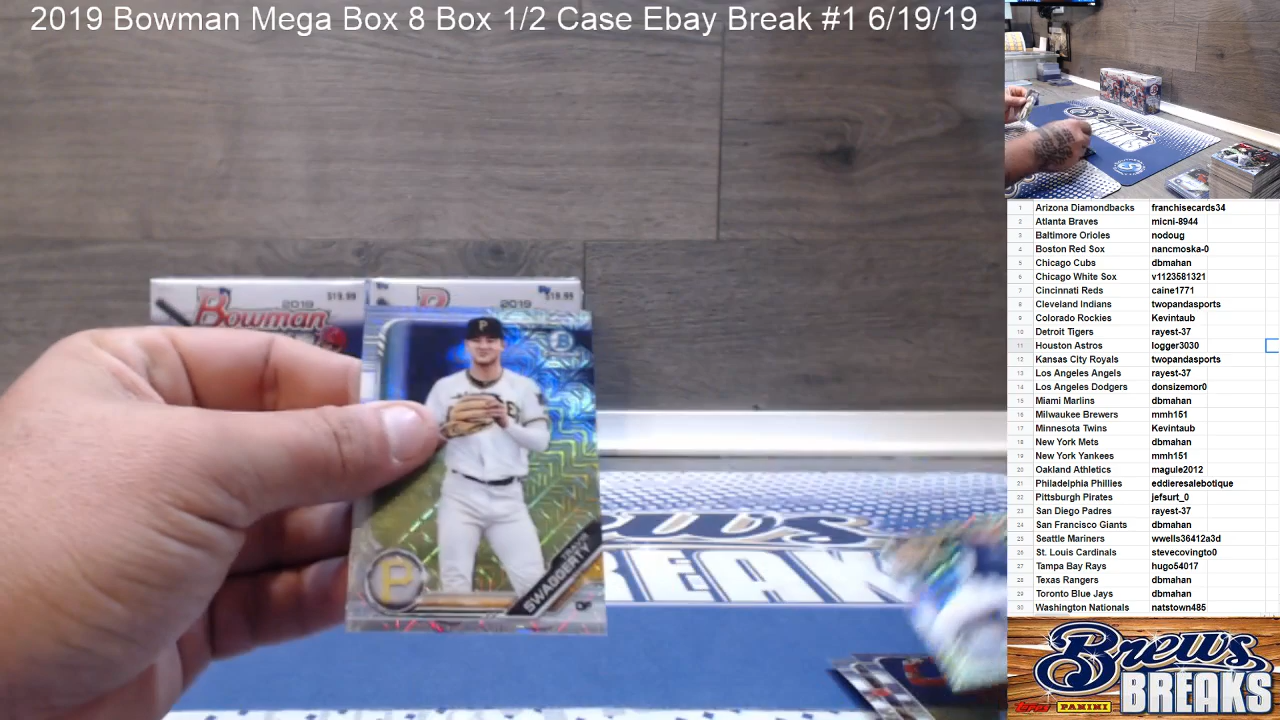 2019 Bowman Mega Box 8 Box 1/2 Case Ebay Break #1 6/19/19
2019 $19.99
Bowman
2019 $19.99
P
P
SWAGGERTY
OF
BREWS
BREAKS
1 Arizona Diamondbacks franchisecards34
2 Atlanta Braves micni-8944
3 Baltimore Orioles nodoug
4 Boston Red Sox nancmoska-0
5 Chicago Cubs dbmahan
6 Chicago White Sox v1123581321
7 Cincinnati Reds caine1771
8 Cleveland Indians twopandasports
9 Colorado Rockies Kevintaub
10 Detroit Tigers rayest-37
11 Houston Astros logger3030
12 Kansas City Royals twopandasports
13 Los Angeles Angels rayest-37
14 Los Angeles Dodgers donsizemor0
15 Miami Marlins dbmahan
16 Milwaukee Brewers mmh151
17 Minnesota Twins Kevintaub
18 New York Mets dbmahan
19 New York Yankees mmh151
20 Oakland Athletics magule2012
21 Philadelphia Phillies eddieresalebotique
22 Pittsburgh Pirates jefsurt_0
23 San Diego Padres rayest-37
24 San Francisco Giants dbmahan
25 Seattle Mariners wwells36412a3d
26 St. Louis Cardinals stevecovingto0
27 Tampa Bay Rays hugo54017
28 Texas Rangers dbmahan
29 Toronto Blue Jays dbmahan
30 Washington Nationals natstown485
Brews
BREAKS
Topps PANINI